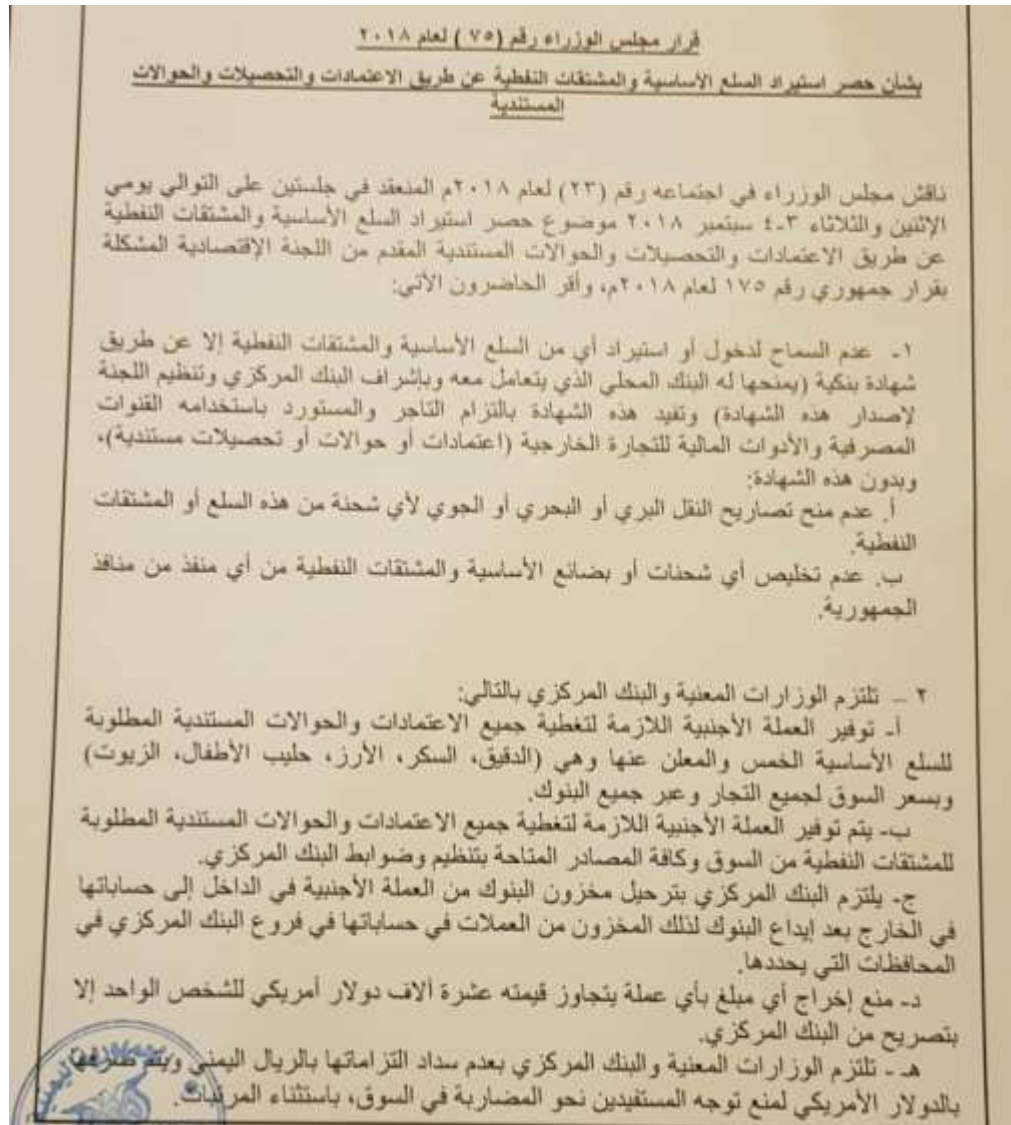 قرار مجلس الوزراء رقم (٧٥) لعام ٢٠١٨
بشأن حصر استيراد السلع الأساسية والمشتقات النفطية عن طريق الاعتمادات والتحصيلات والحوالات
المستندية
ناقش مجلس الوزراء في اجتماعه رقم (٢٣) لعام ٢٠١٨م المنعقد في جلستين على التوالي يومي
الإثنين والثلاثاء ٣-٤ سبتمبر ٢٠١٨ موضوع حصر استيراد السلع الأساسية والمشتقات النفطية
عن طريق الاعتمادات والتحصيلات والحوالات المستندية المقدم من اللجنة الإقتصادية المشكلة
بقرار جمهوري رقم ١٧٥ لعام ٢٠١٨م، وأقر الحاضرون الآتي:
١- عدم السماح لدخول أو استيراد أي من السلع الأساسية والمشتقات النفطية إلا عن طريق
شهادة بنكية (يمنحها له البنك المحلي الذي يتعامل معه وبإشراف البنك المركزي وتنظيم اللجنة
لإصدار هذه الشهادة) وتفيد هذه الشهادة بالتزام التاجر والمستورد باستخدامه القنوات
المصرفية والأدوات المالية للتجارة الخارجية (اعتمادات أو حوالات أو تحصيلات مستندية)،
وبدون هذه الشهادة:
أ. عدم منح تصاريح النقل البري أو البحري أو الجوي لأي شحنة من هذه السلع أو المشتقات
النفطية.
ب. عدم تخليص أي شحنات أو بضائع الأساسية والمشتقات النفطية من أي منفذ من منافذ
الجمهورية.
٢ – تلتزم الوزارات المعنية والبنك المركزي بالتالي:
أ- توفير العملة الأجنبية اللازمة لتغطية جميع الاعتمادات والحوالات المستندية المطلوبة
للسلع الأساسية الخمس والمعلن عنها وهي (الدقيق، السكر، الأرز، حليب الأطفال، الزيوت)
وبسعر السوق لجميع التجار وعبر جميع البنوك.
ب- يتم توفير العملة الأجنبية اللازمة لتغطية جميع الاعتمادات والحوالات المستندية المطلوبة
للمشتقات النفطية من السوق وكافة المصادر المتاحة بتنظيم وضوابط البنك المركزي.
ج- يلتزم البنك المركزي بترحيل مخزون البنوك من العملة الأجنبية في الداخل إلى حساباتها
في الخارج بعد إيداع البنوك لذلك المخزون من العملات في حساباتها في فروع البنك المركزي في
المحافظات التي يحددها.
د- منع إخراج أي مبلغ بأي عملة يتجاوز قيمته عشرة آلاف دولار أمريكي للشخص الواحد إلا
بتصريح من البنك المركزي.
هـ - تلتزم الوزارات المعنية والبنك المركزي بعدم سداد التزاماتها بالريال اليمني ويتم صرفها
بالدولار الأمريكي لمنع توجه المستفيدين نحو المضاربة في السوق، باستثناء المرتبات.